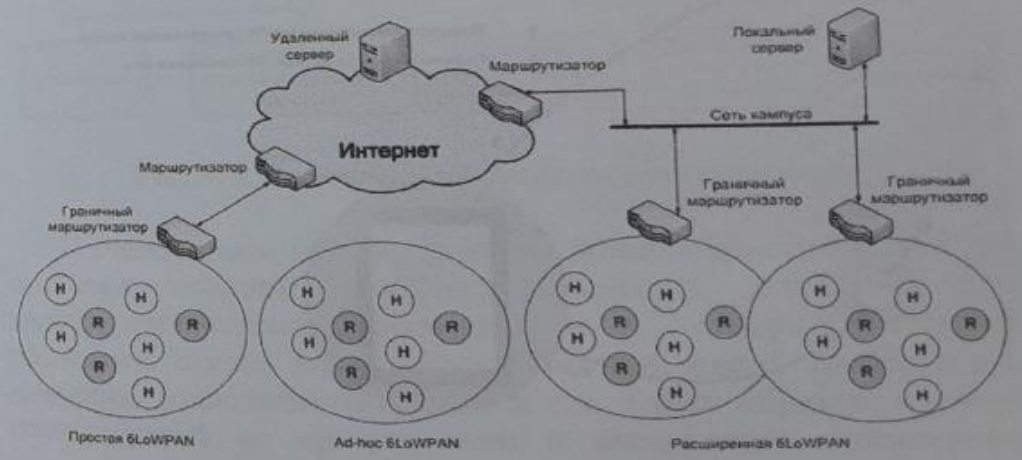 Удаленный
сервер
Локальный
сервер
Маршрутизатор
Сеть кампуса
Интернет
Маршрутизатор
Граничный
маршрутизатор
Граничный
маршрутизатор
Граничный
маршрутизатор
H
H
R
R
H
H
R
H
H
H
R
R
H
H
R
H
H
H
R
R
H
H
R
H
H
H
R
R
H
H
R
H
Простая 6LoWPAN
Ad-hoc 6LoWPAN
Расширенная 6LoWPAN